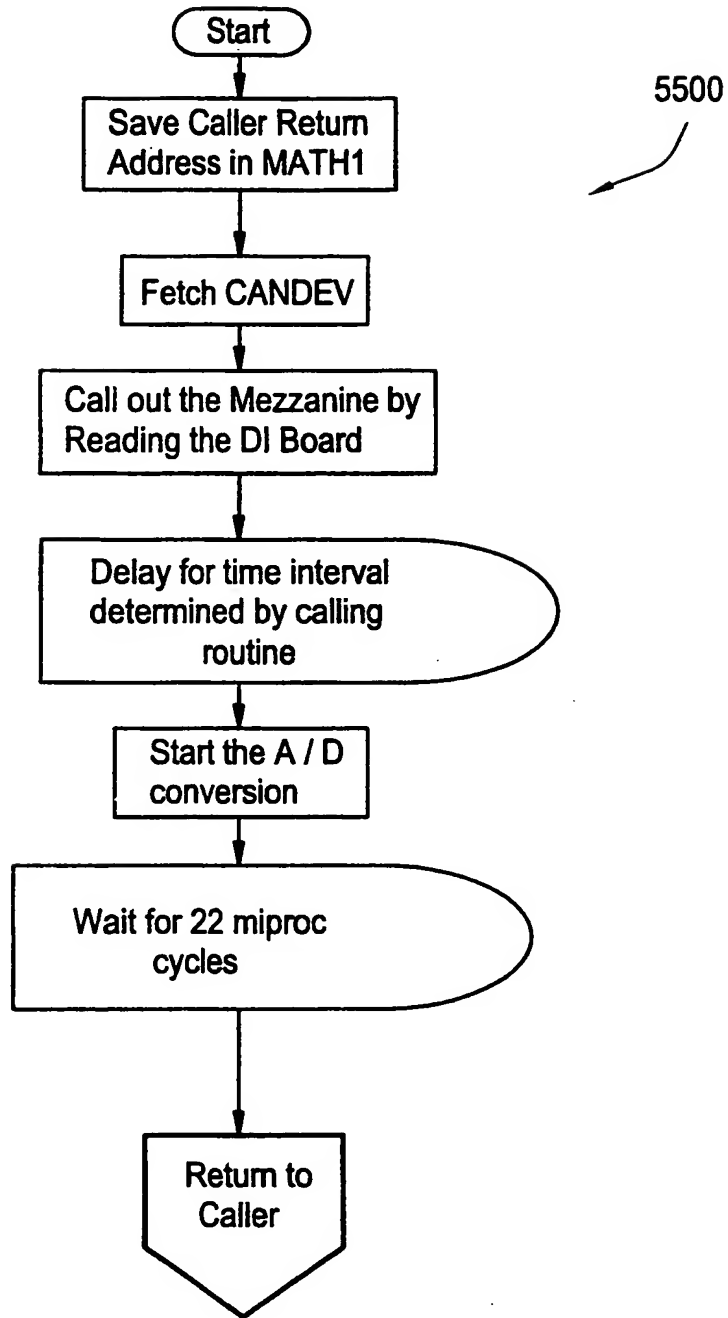 Start
5500
Save Caller Return
Address in MATH1
Fetch CANDEV
Call out the Mezzanine by
Reading the DI Board
Delay for time interval
determined by calling
routine
Start the A / D
conversion
Wait for 22 miproc
cycles
Return to
Caller